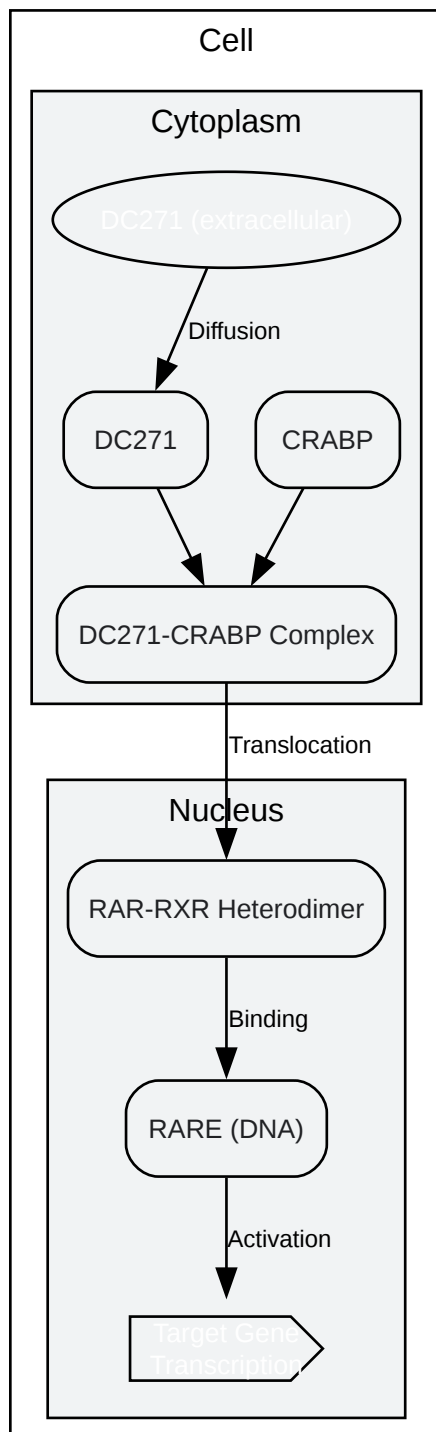 Cell
Cytoplasm
DC271 (extracellular)
Diffusion
DC271
CRABP
DC271-CRABP Complex
Translocation
Nucleus
RAR-RXR Heterodimer
Binding
RARE (DNA)
Activation
Target Gene
Transcription